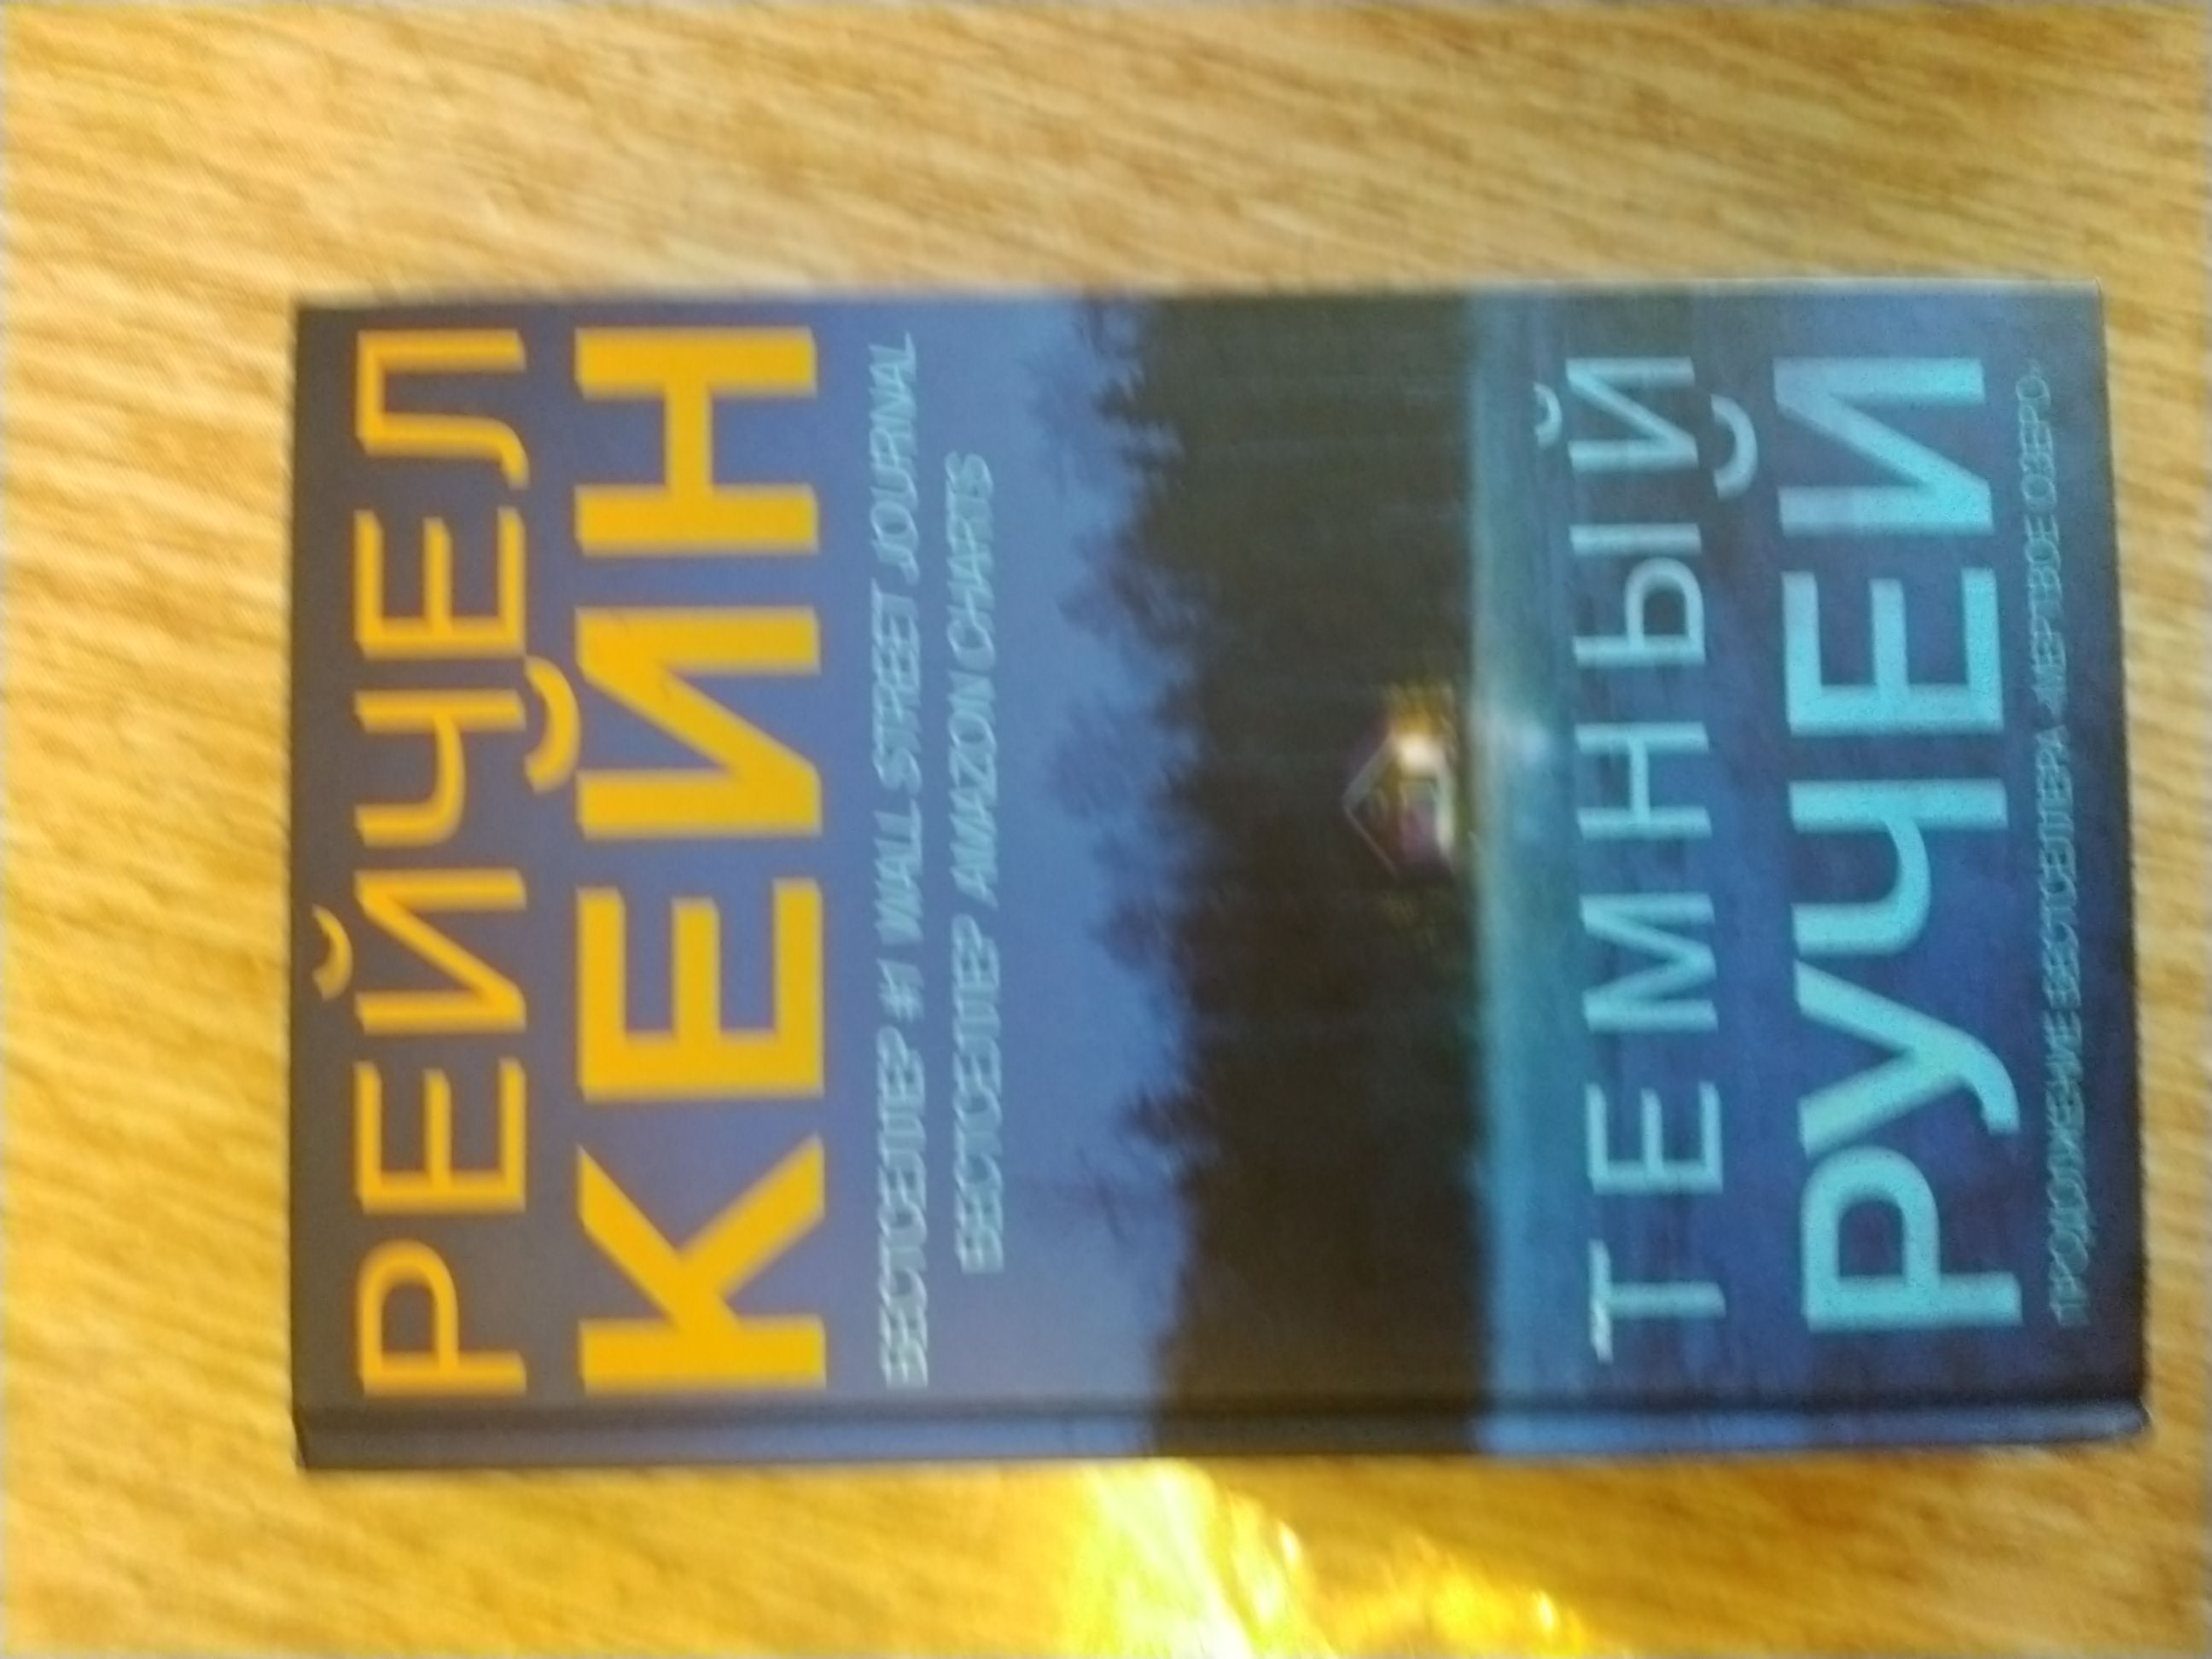 РЕЙЧЕЛ
КЕЙН
БЕСТСЕЛЛЕР #1 WALL STREET JOURNAL
БЕСТСЕЛЛЕР AMAZON CHARTS
ТЕМНЫЙ
РУЧЕЙ
ПРОДОЛЖЕНИЕ БЕСТСЕЛЛЕРА «МЕРТВОЕ ОЗЕРО»